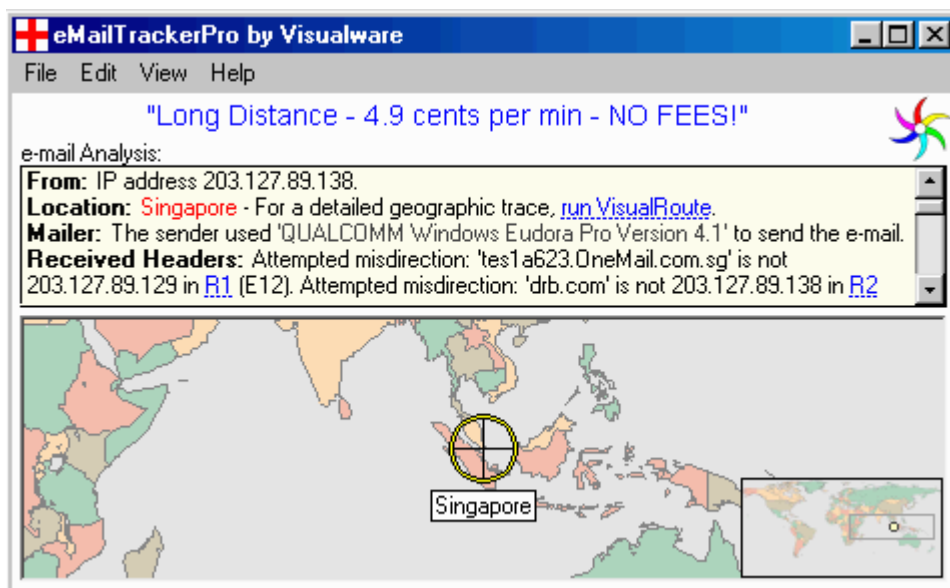 eMailTrackerPro by Visualware
File Edit View Help
"Long Distance - 4.9 cents per min - NO FEES!"
e-mail Analysis:
From: IP address 203.127.89.138.
Location: Singapore - For a detailed geographic trace, run VisualRoute.
Mailer: The sender used 'QUALCOMM Windows Eudora Pro Version 4.1' to send the e-mail.
Received Headers: Attempted misdirection: 'tes1a623.OneMail.com.sg' is not
203.127.89.129 in R1 (E12). Attempted misdirection: 'drb.com' is not 203.127.89.138 in R2
Singapore